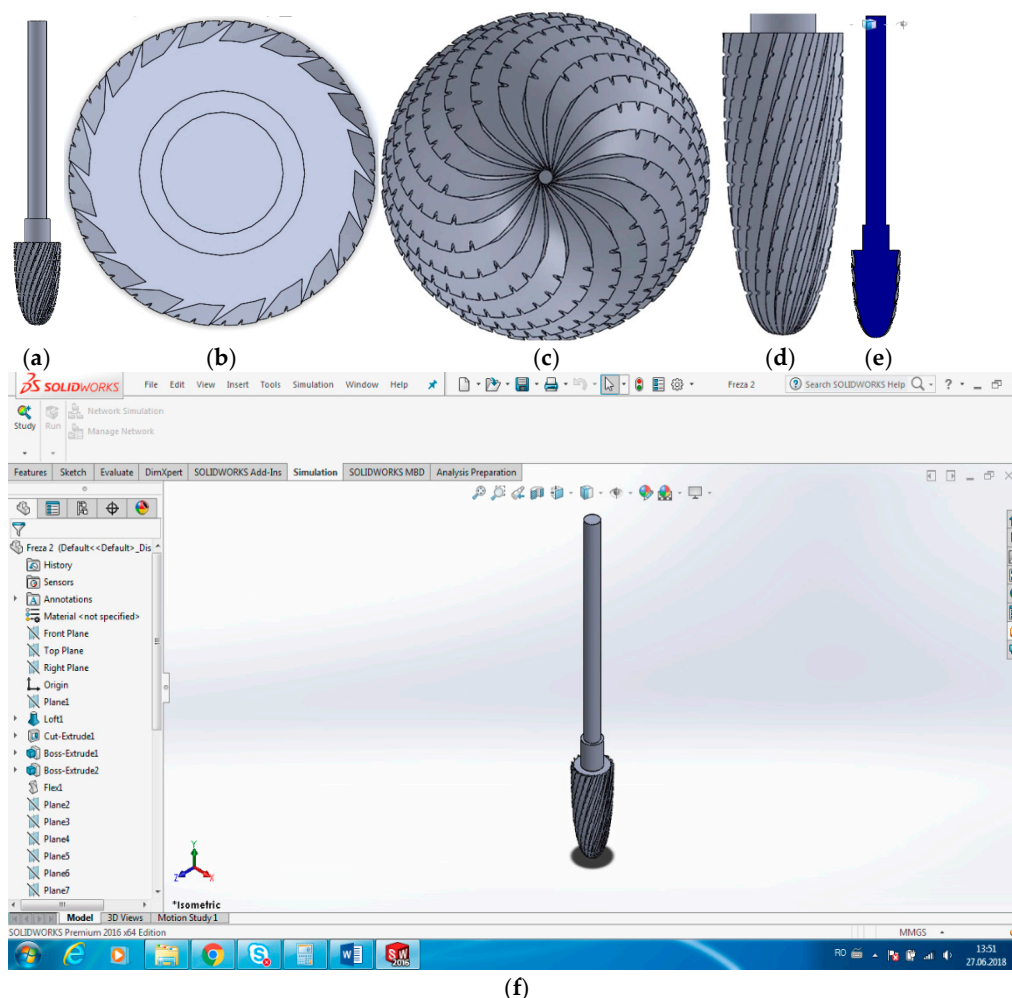 (a) (b) (c) (d) (e)
SOLIDWORKS File Edit View Insert Tools Simulation Window Help Freza 2 Search SOLIDWORKS Help ?
Study Run Network Simulation
Manage Network
Features Sketch Evaluate DimXpert SOLIDWORKS Add-Ins Simulation SOLIDWORKS MBD Analysis Preparation
Freza 2 (Default<<Default>_Dis
History
Sensors
Annotations
Material <not specified>
Front Plane
Top Plane
Right Plane
Origin
Plane1
Loft1
Cut-Extrude1
Boss-Extrude1
Boss-Extrude2
Flex1
Plane2
Plane3
Plane4
Plane5
Plane6
Plane7
Y
Z X
*Isometric
Model 3D Views Motion Study 1
SOLIDWORKS Premium 2016 x64 Edition MMGS
W SW 2016 RO 13:51
27.06.2018
(f)